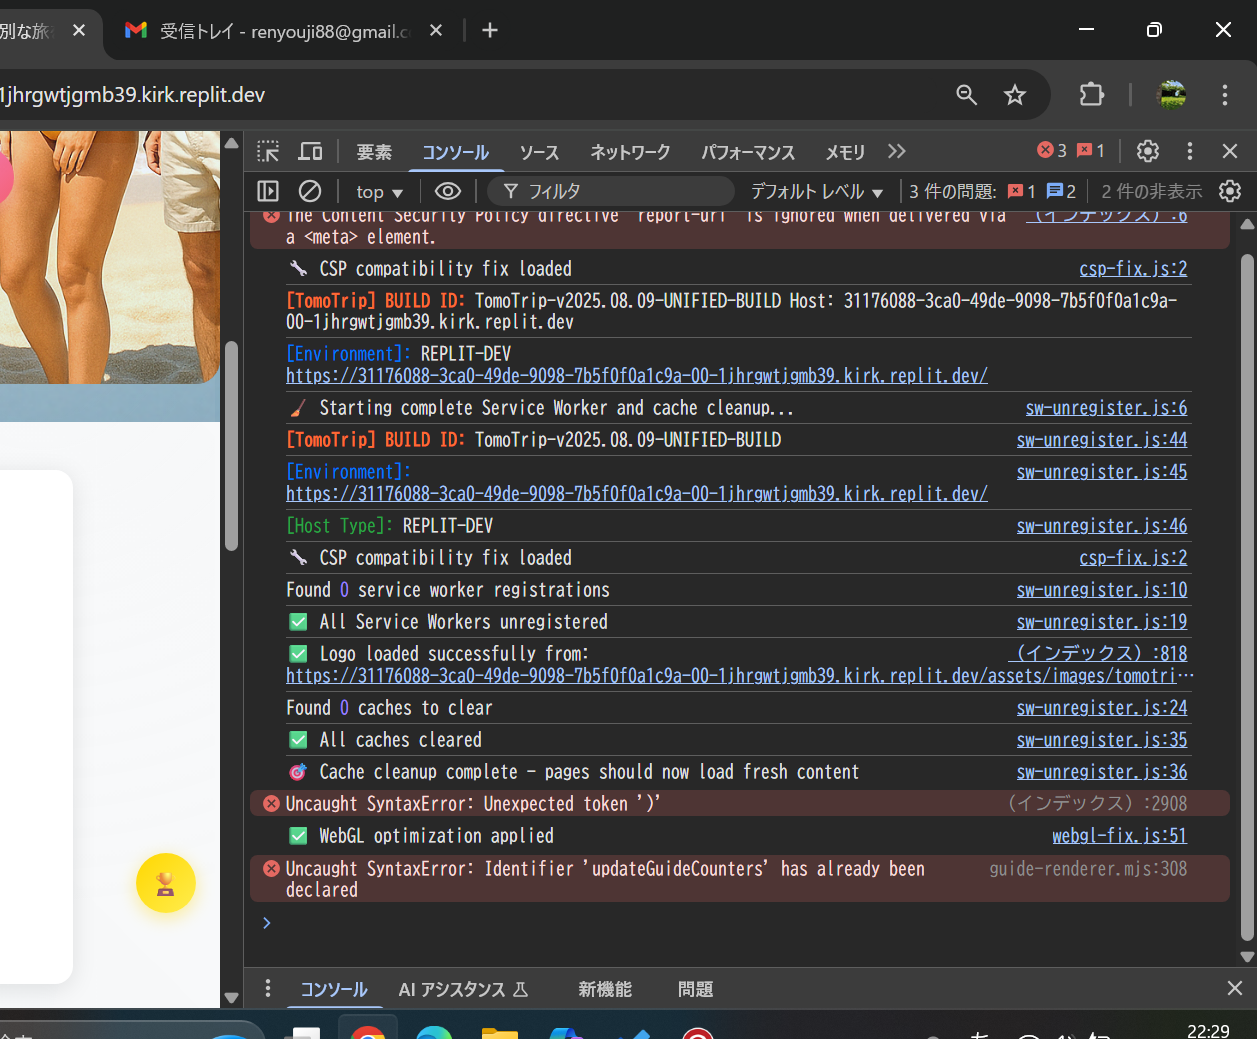 別な旅
受信トレイ - renyouji88@gmail.c
1jhrgwtjgmb39.kirk.replit.dev
要素 コンソール ソース ネットワーク パフォーマンス メモリ 3 1
top フィルタ デフォルト レベル 3 件の問題: 1 2 2 件の非表示
The Content Security Policy directive 'report-uri' is ignored when delivered via （インデックス）:6
a <meta> element.
CSP compatibility fix loaded csp-fix.js:2
[TomoTrip] BUILD ID: TomoTrip-v2025.08.09-UNIFIED-BUILD Host: 31176088-3ca0-49de-9098-7b5f0f0a1c9a-
00-1jhrgwtjgmb39.kirk.replit.dev
[Environment]: REPLIT-DEV
https://31176088-3ca0-49de-9098-7b5f0f0a1c9a-00-1jhrgwtjgmb39.kirk.replit.dev/
Starting complete Service Worker and cache cleanup... sw-unregister.js:6
[TomoTrip] BUILD ID: TomoTrip-v2025.08.09-UNIFIED-BUILD sw-unregister.js:44
[Environment]: sw-unregister.js:45
https://31176088-3ca0-49de-9098-7b5f0f0a1c9a-00-1jhrgwtjgmb39.kirk.replit.dev/
[Host Type]: REPLIT-DEV sw-unregister.js:46
CSP compatibility fix loaded csp-fix.js:2
Found 0 service worker registrations sw-unregister.js:10
All Service Workers unregistered sw-unregister.js:19
Logo loaded successfully from: （インデックス）:818
https://31176088-3ca0-49de-9098-7b5f0f0a1c9a-00-1jhrgwtjgmb39.kirk.replit.dev/assets/images/tomotri…
Found 0 caches to clear sw-unregister.js:24
All caches cleared sw-unregister.js:35
Cache cleanup complete - pages should now load fresh content sw-unregister.js:36
Uncaught SyntaxError: Unexpected token ')' （インデックス）:2908
WebGL optimization applied webgl-fix.js:51
Uncaught SyntaxError: Identifier 'updateGuideCounters' has already been guide-renderer.mjs:308
declared
コンソール AI アシスタンス 新機能 問題
22:29